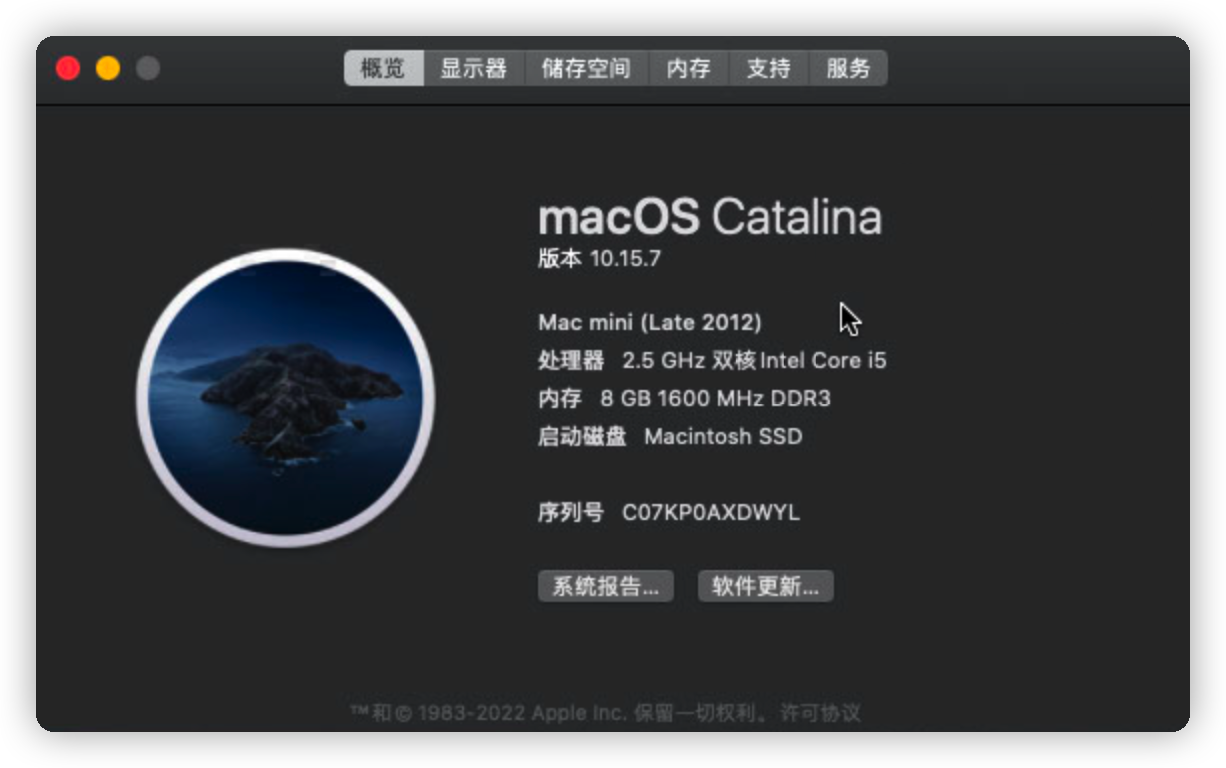 概览 显示器 储存空间 内存 支持 服务
macOS Catalina
版本 10.15.7
Mac mini (Late 2012)
处理器 2.5 GHz 双核Intel Core i5
内存 8 GB 1600 MHz DDR3
启动磁盘 Macintosh SSD
序列号 C07KP0AXDWYL
系统报告... 软件更新...
™和© 1983-2022 Apple Inc. 保留一切权利。许可协议